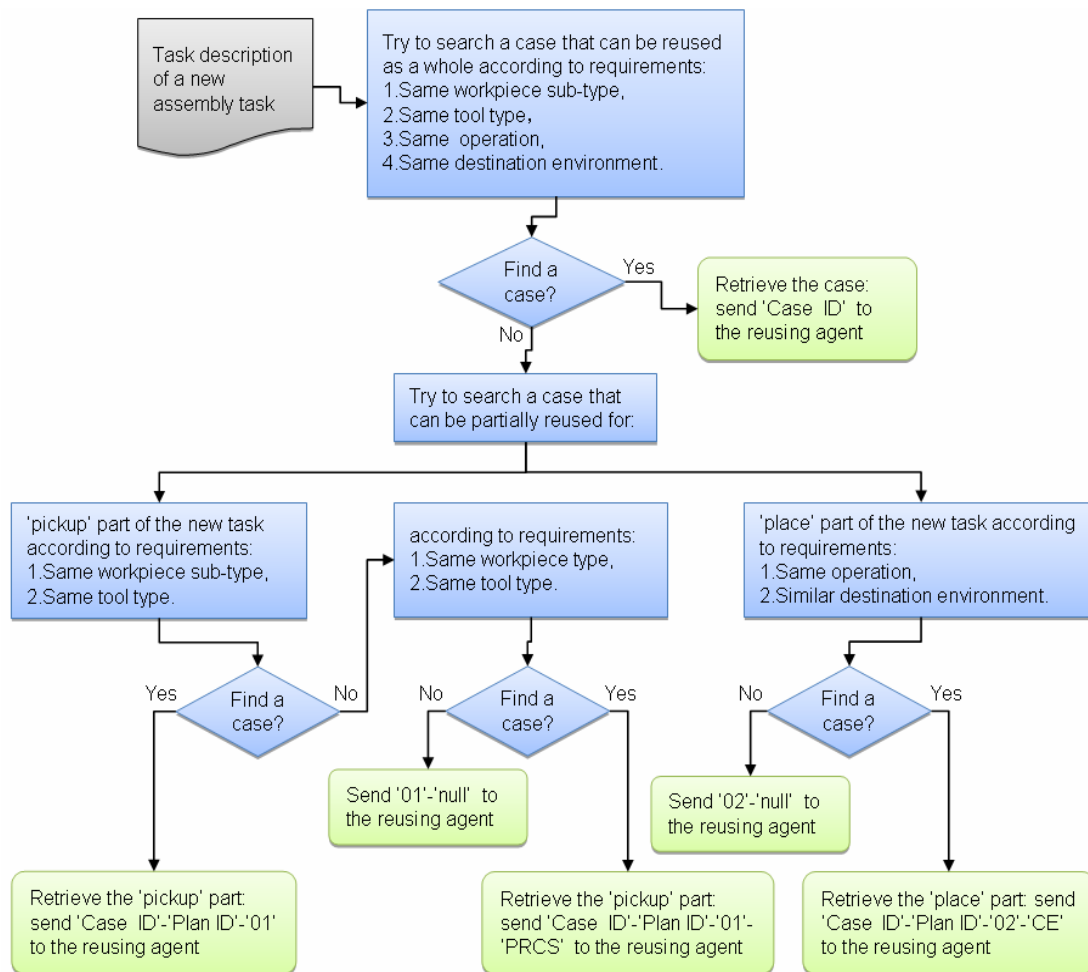 Task description
of a new
assembly task
Try to search a case that can be reused
as a whole according to requirements:
1.Same workpiece sub-type,
2.Same tool type,
3.Same operation,
4.Same destination environment.
Find a
case?
Yes
No
Retrieve the case:
send 'Case ID' to
the reusing agent
Try to search a case that
can be partially reused for:
'pickup' part of the new task
according to requirements:
1.Same workpiece sub-type,
2.Same tool type.
according to requirements:
1.Same workpiece type,
2.Same tool type.
'place' part of the new task according
to requirements:
1.Same operation,
2.Similar destination environment.
Yes
Find a
case?
No
No
Find a
case?
Yes
No
Find a
case?
Yes
Send '01'-'null' to
the reusing agent
Send '02'-'null' to
the reusing agent
Retrieve the 'pickup' part:
send 'Case ID'-'Plan ID'-'01'
to the reusing agent
Retrieve the 'pickup' part:
send 'Case ID'-'Plan ID'-'01'-
'PRCS' to the reusing agent
Retrieve the 'place' part: send
'Case ID'-'Plan ID'-'02'-'CE'
to the reusing agent